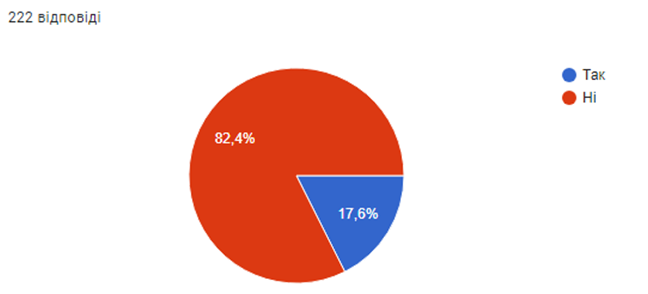 222 відповіді
Так
Ні
82,4%
17,6%